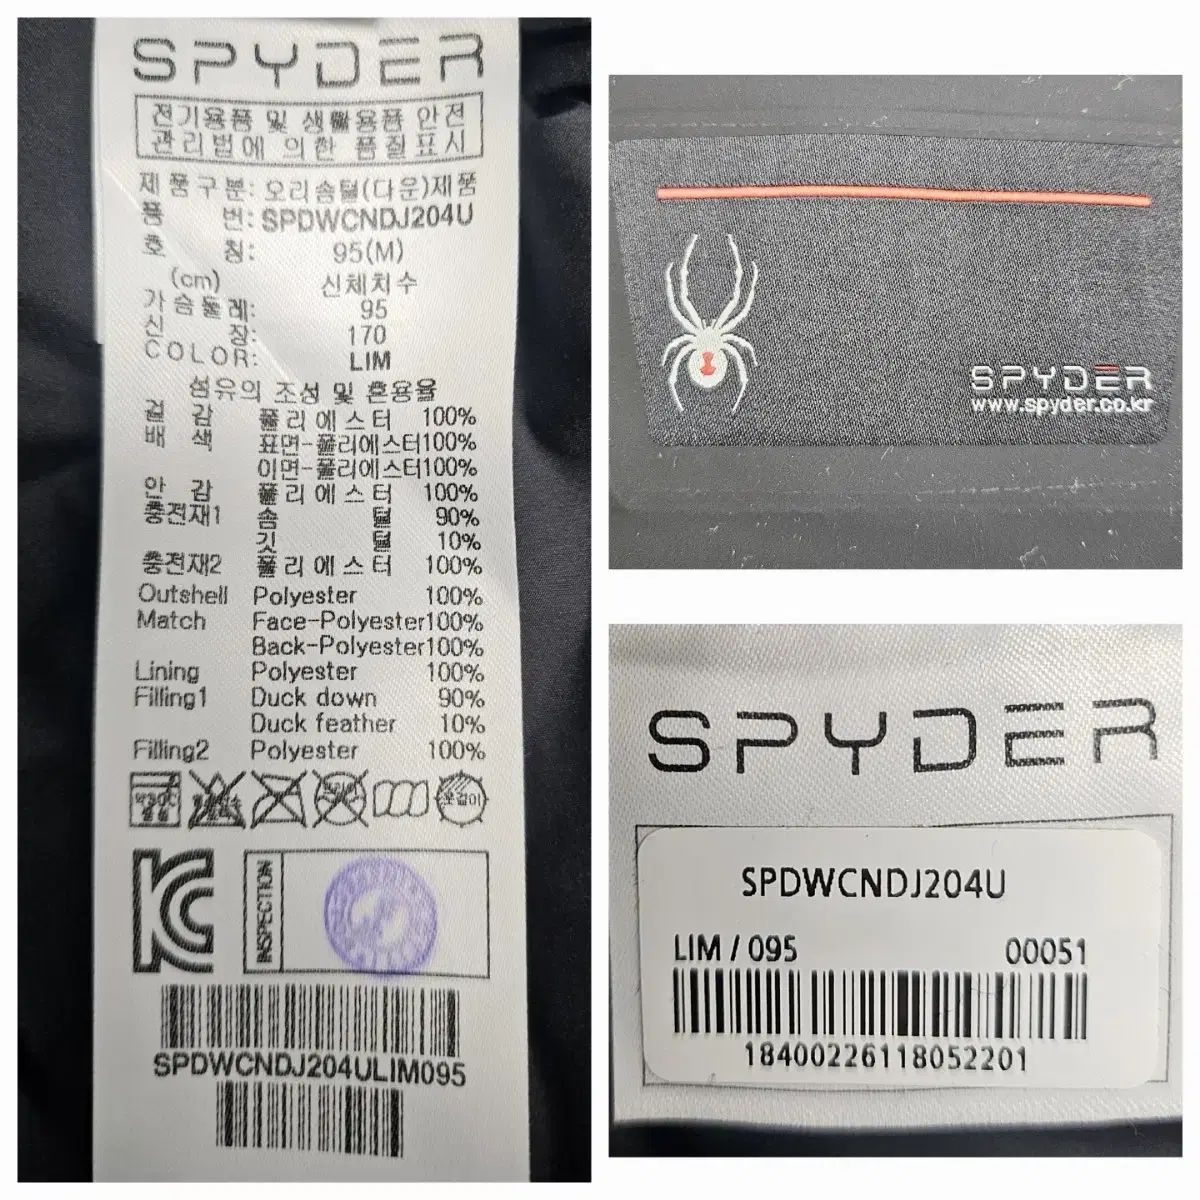 SPYDER
전기용품 및 생활용품 안전
관리법에 의한 품질표시
제품구분: 오리솜털(다운)제품
품 번: SPDWCNDJ204U
호 칭: 95(M)
(cm) 신체치수
가슴둘레: 95
신 장: 170
COLOR: LIM
섬유의 조성 및 혼용율
겉 감 폴리에스터 100%
배 색 표면-폴리에스터100%
이면-폴리에스터100%
안 감 폴리에스터 100%
충전재1 솜 털 90%
깃 털 10%
충전재2 폴리에스터 100%
Outshell Polyester 100%
Match Face-Polyester100%
Back-Polyester100%
Lining Polyester 100%
Filling1 Duck down 90%
Duck feather 10%
Filling2 Polyester 100%
옷걸이
KC
INSPECTION
SPDWCNDJ204ULIM095
SPYDER
www.spyder.co.kr
SPYDER
SPDWCNDJ204U
LIM / 095 00051
18400226118052201